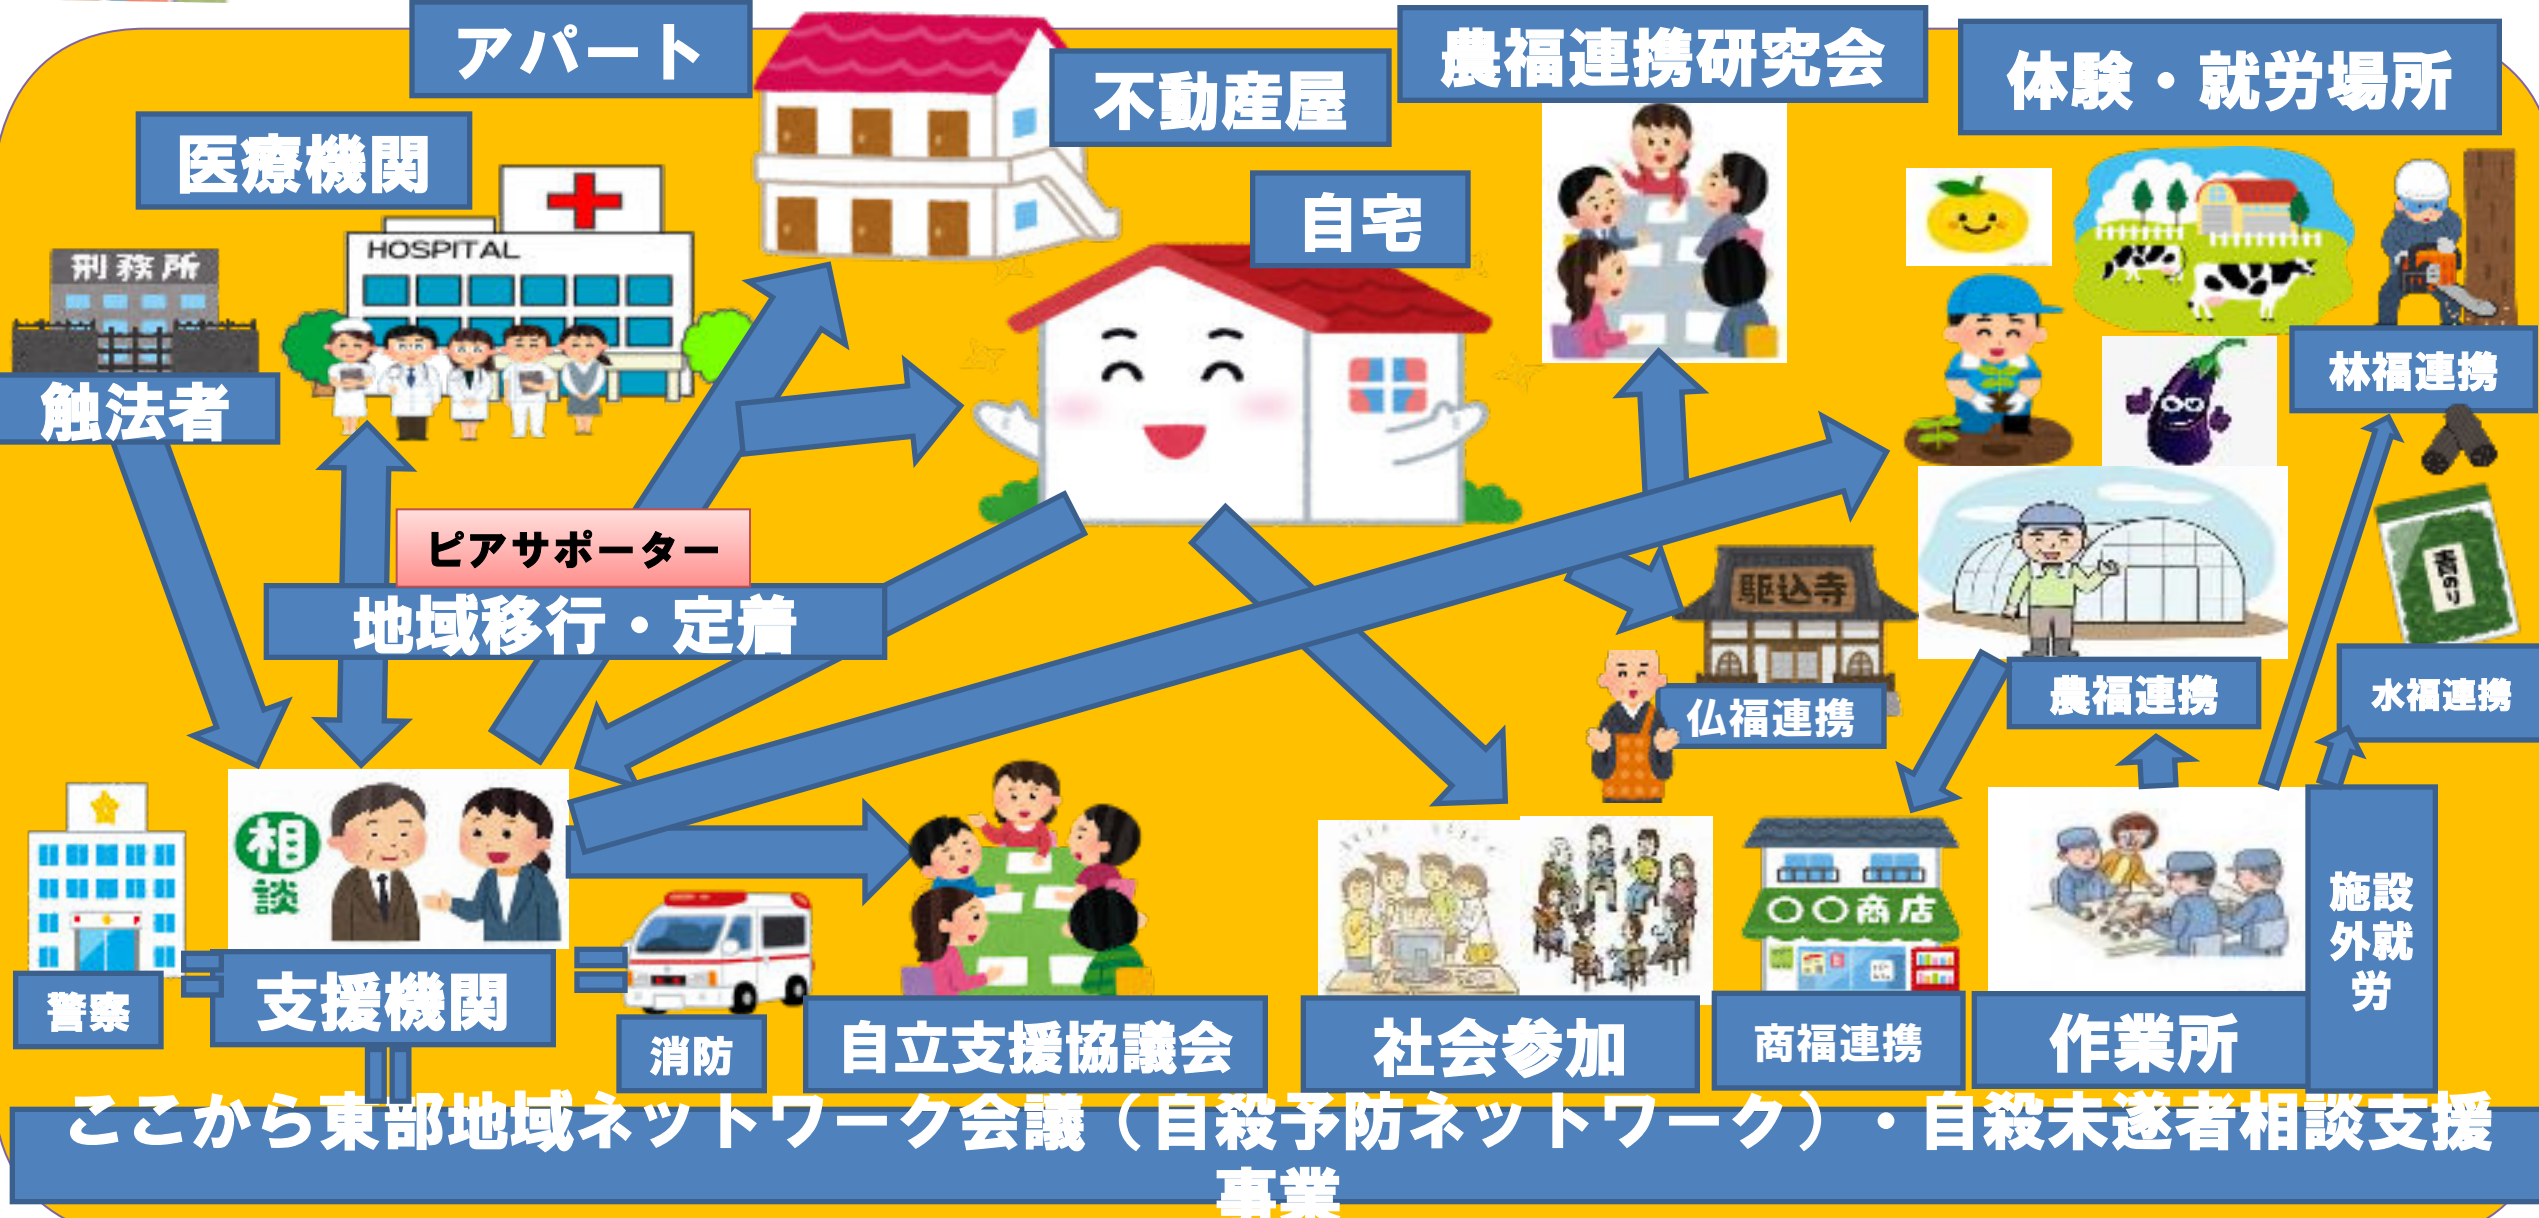 アパート
不動産屋
農福連携研究会
体験・就労場所
医療機関
自宅
HOSPITAL
刑務所
触法者
林福連携
ピアサポーター
地域移行・定着
駆込寺
青のり
仏福連携
農福連携
水福連携
相
談
〇〇商店
施設
外就
労
警察
支援機関
消防
自立支援協議会
社会参加
商福連携
作業所
ここから東部地域ネットワーク会議（自殺予防ネットワーク）・自殺未遂者相談支援
事業